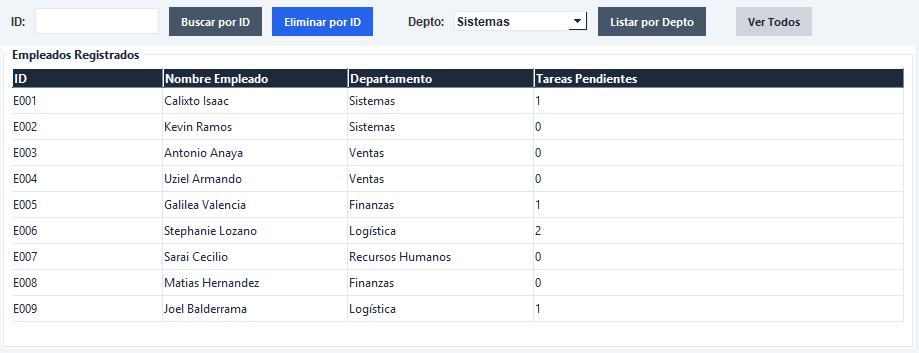 ID: Buscar por ID Eliminar por ID Depto: Sistemas Listar por Depto Ver Todos
Empleados Registrados
ID Nombre Empleado Departamento Tareas Pendientes
E001 Calixto Isaac Sistemas 1
E002 Kevin Ramos Sistemas 0
E003 Antonio Anaya Ventas 0
E004 Uziel Armando Ventas 0
E005 Galilea Valencia Finanzas 1
E006 Stephanie Lozano Logística 2
E007 Sarai Cecilio Recursos Humanos 0
E008 Matias Hernandez Finanzas 0
E009 Joel Balderrama Logística 1